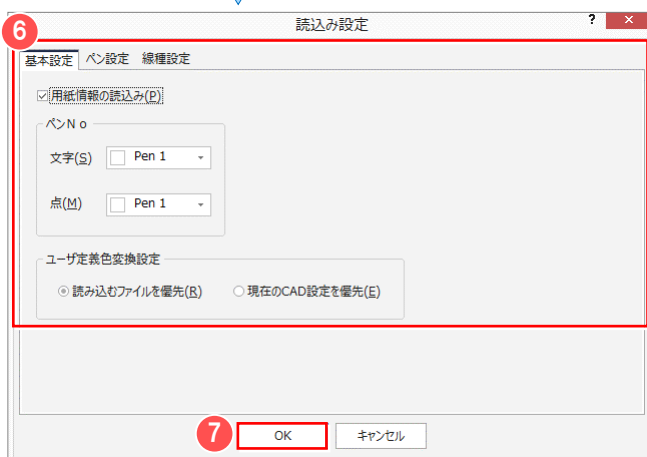 読込み設定
?
×
6
基本設定 ペン設定 線種設定
用紙情報の読込み(P)
ペンNo
文字(S) Pen 1
点(M) Pen 1
ユーザ定義色変換設定
読み込むファイルを優先(R) 現在のCAD設定を優先(E)
7
OK キャンセル